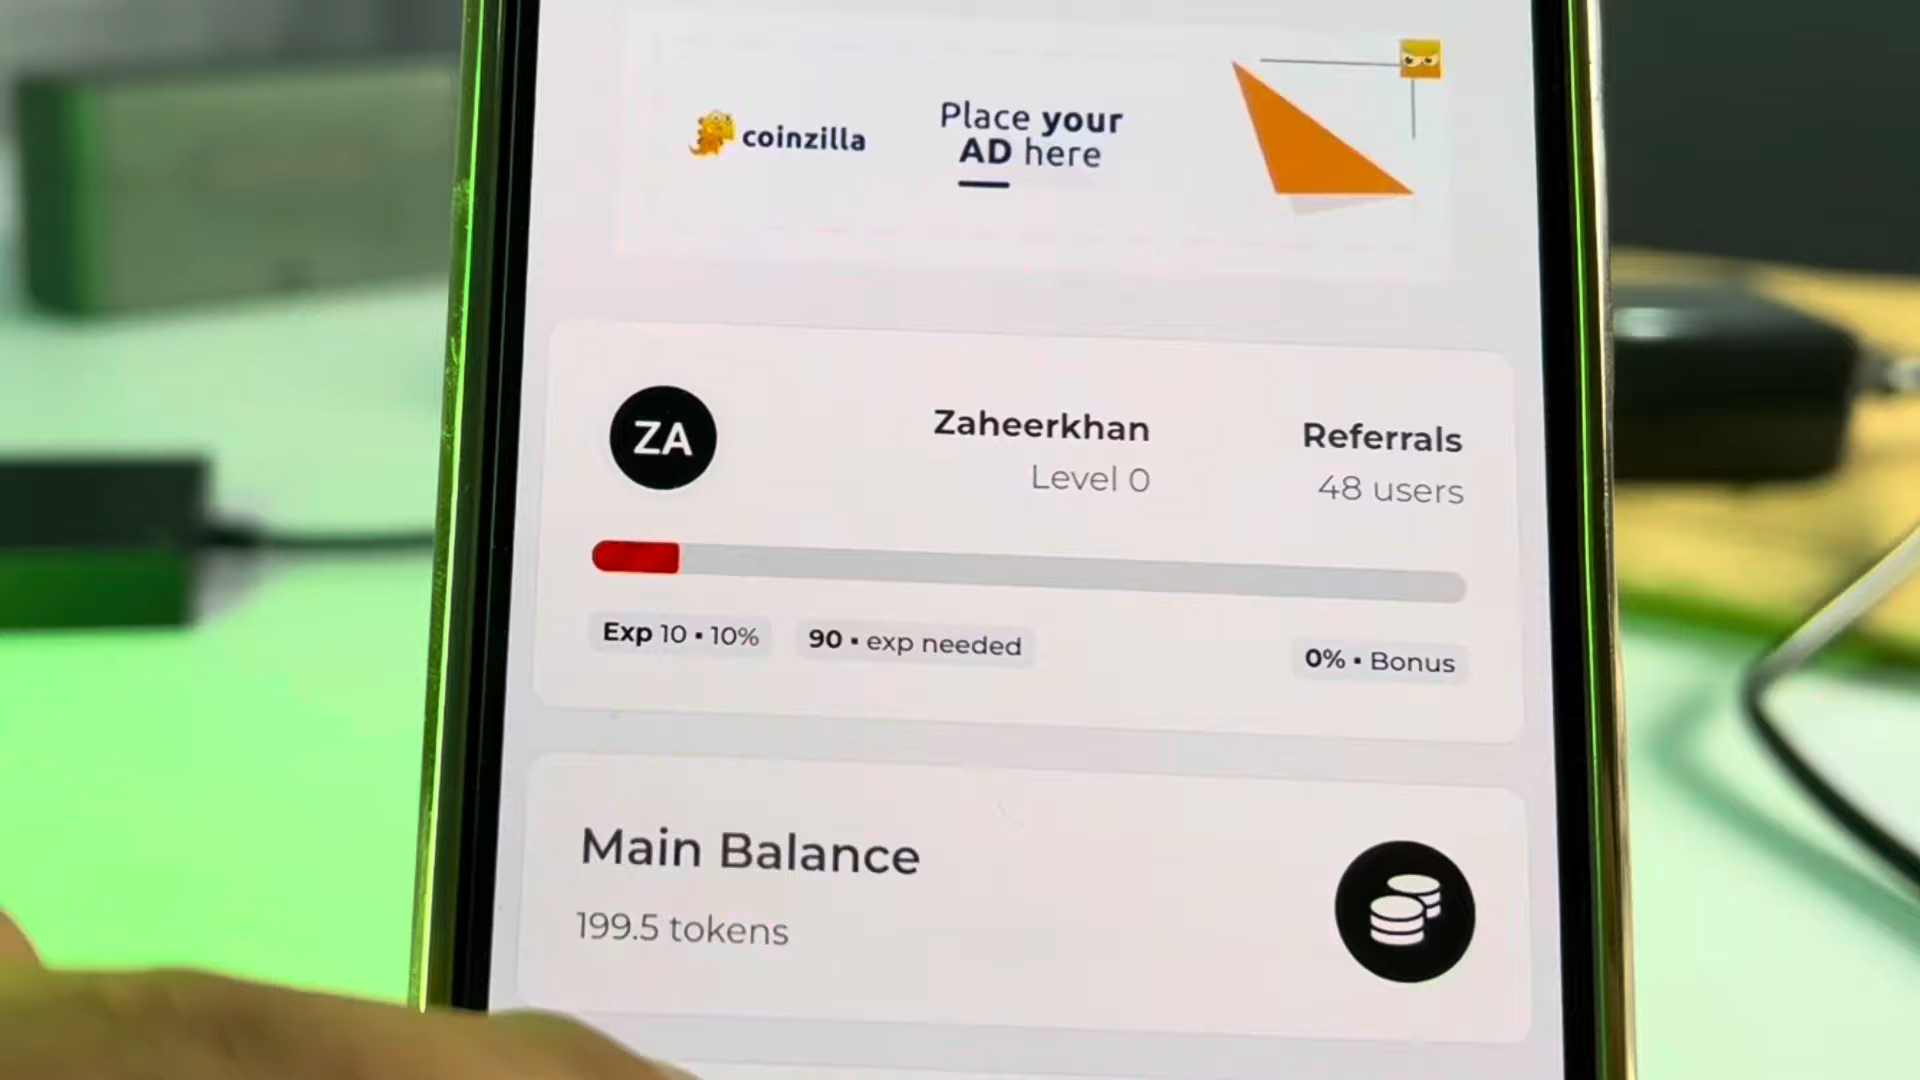 coinzilla
Place your
AD here
ZA
Zaheerkhan
Level 0
Referrals
48 users
Exp 10 ▪ 10%
90 ▪ exp needed
0% ▪ Bonus
Main Balance
199.5 tokens